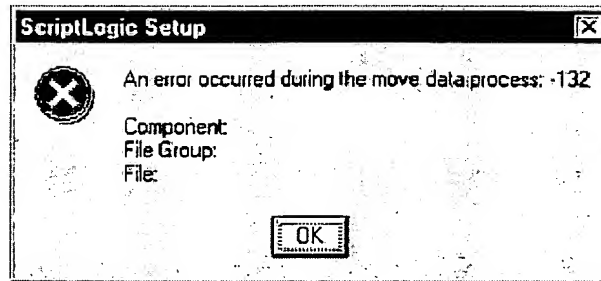 ScriptLogic Setup
An error occurred during the move data process: -132
Component:
File Group:
File:
OK